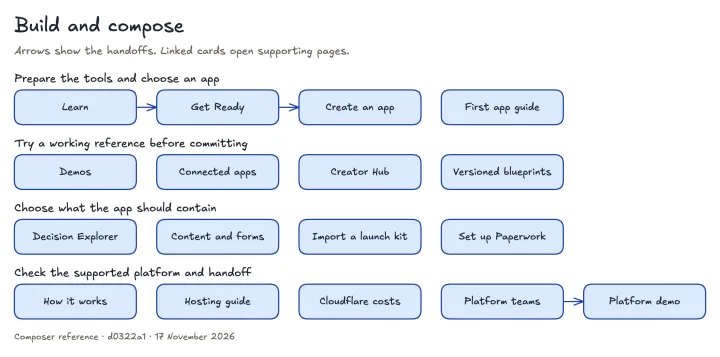 Build and compose
Arrows show the handoffs. Linked cards open supporting pages.
Prepare the tools and choose an app
Learn
Get Ready
Create an app
First app guide
Try a working reference before committing
Demos
Connected apps
Creator Hub
Versioned blueprints
Choose what the app should contain
Decision Explorer
Content and forms
Import a launch kit
Set up Paperwork
Check the supported platform and handoff
How it works
Hosting guide
Cloudflare costs
Platform teams
Platform demo
Composer reference · d0322a1 · 17 November 2026